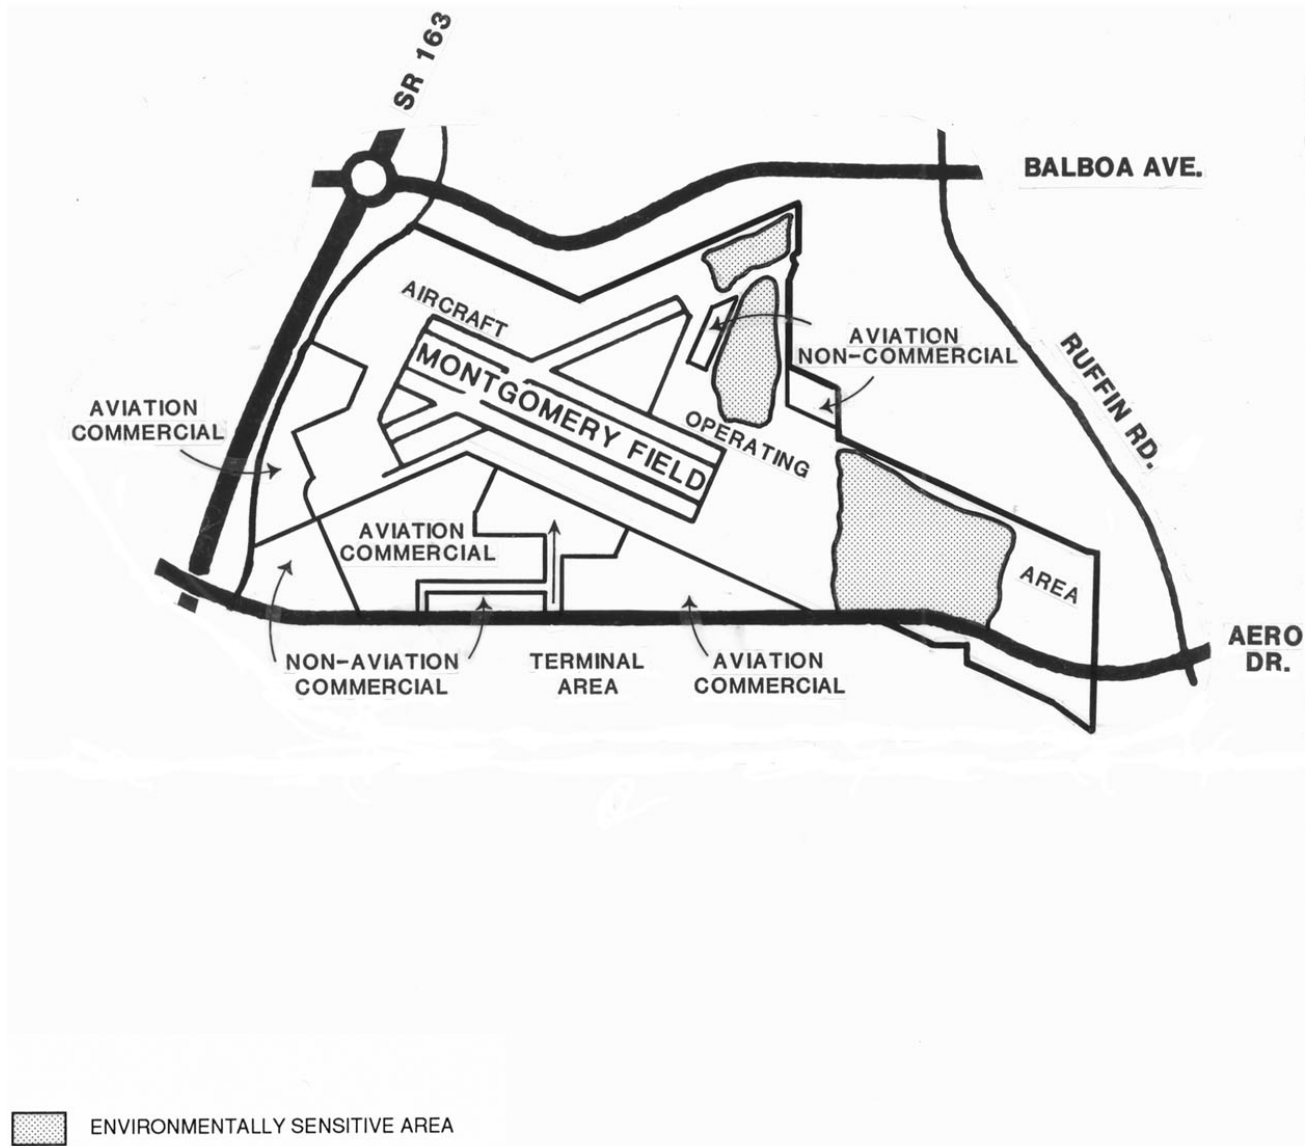 SR 163
BALBOA AVE.
AIRCRAFT
MONTGOMERY FIELD
AVIATION
NON-COMMERCIAL
RUFFIN RD.
AVIATION
COMMERCIAL
OPERATING
AVIATION
COMMERCIAL
AREA
NON-AVIATION
COMMERCIAL
TERMINAL
AREA
AVIATION
COMMERCIAL
AERO
DR.
ENVIRONMENTALLY SENSITIVE AREA